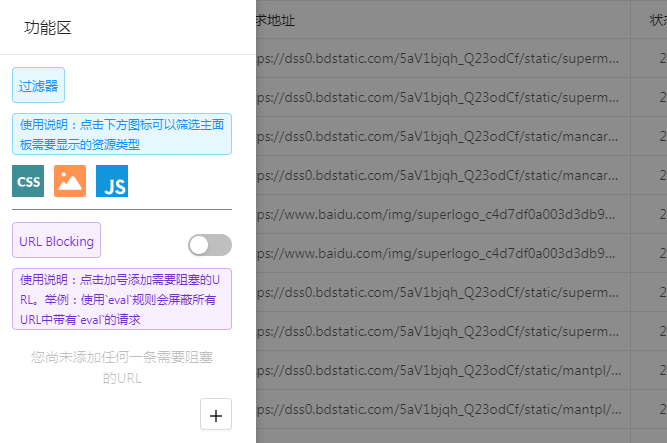 功能区
过滤器
使用说明：点击下方图标可以筛选主面
板需要显示的资源类型
CSS
JS
URL Blocking
使用说明：点击加号添加需要阻塞的U
RL。举例：使用`eval`规则会屏蔽所有
URL中带有`eval`的请求
您尚未添加任何一条需要阻塞
的URL
+
求地址 状
ps://dss0.bdstatic.com/5aV1bjqh_Q23odCf/static/superm... 2
ps://dss0.bdstatic.com/5aV1bjqh_Q23odCf/static/superm... 2
ps://dss0.bdstatic.com/5aV1bjqh_Q23odCf/static/mancar... 2
ps://dss0.bdstatic.com/5aV1bjqh_Q23odCf/static/mancar... 2
ps://www.baidu.com/img/superlogo_c4d7df0a003d3db9... 2
ps://www.baidu.com/img/superlogo_c4d7df0a003d3db9... 2
ps://dss0.bdstatic.com/5aV1bjqh_Q23odCf/static/superm... 2
ps://dss0.bdstatic.com/5aV1bjqh_Q23odCf/static/superm... 2
ps://dss0.bdstatic.com/5aV1bjqh_Q23odCf/static/mantpl/... 2
ps://dss0.bdstatic.com/5aV1bjqh_Q23odCf/static/mantpl/... 2